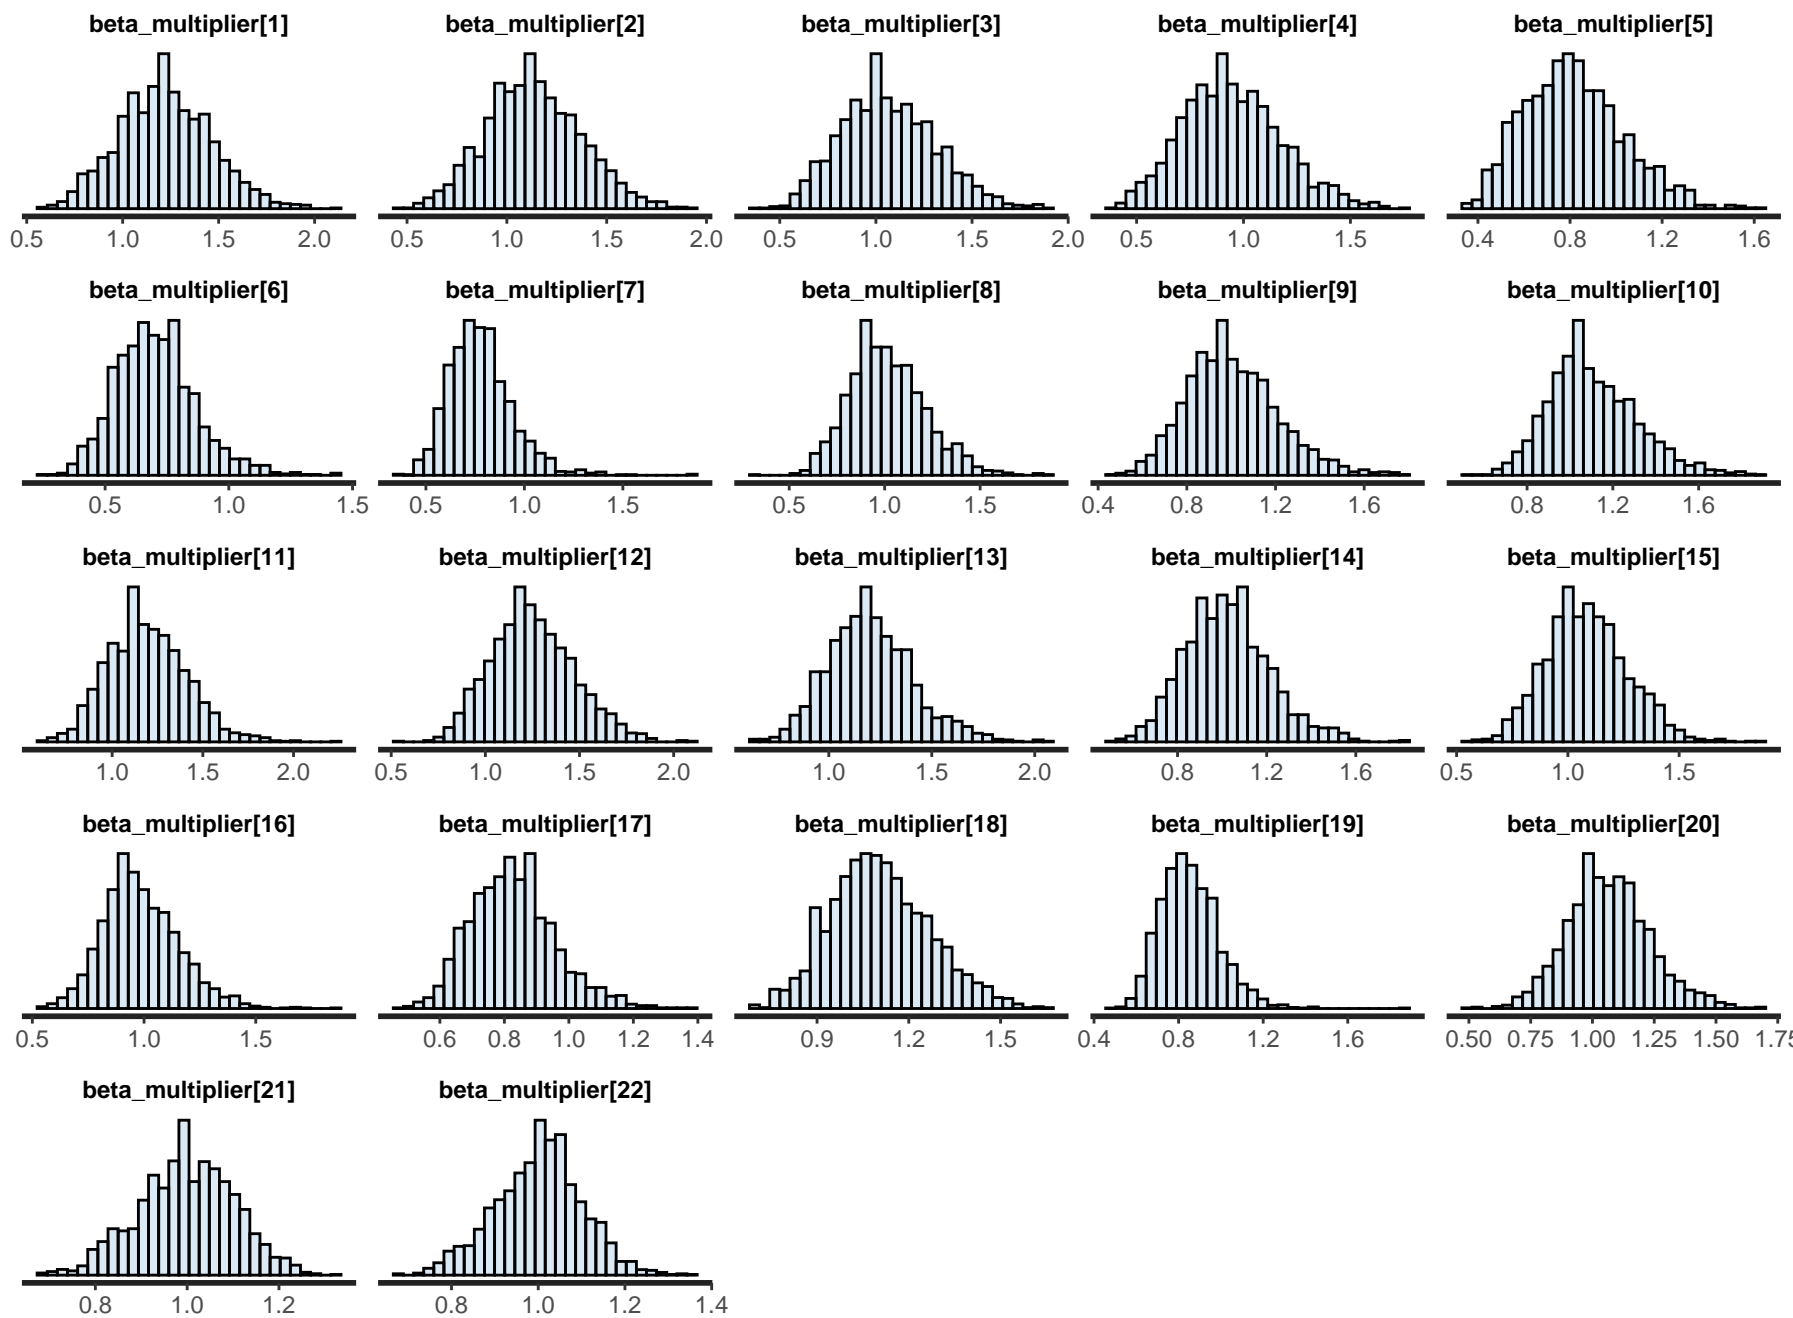 beta_multiplier[1] beta_multiplier[2] beta_multiplier[3] beta_multiplier[4] beta_multiplier[5]
0.5 1.0 1.5 2.0 0.5 1.0 1.5 2.0 0.5 1.0 1.5 2.0 0.5 1.0 1.5 0.4 0.8 1.2 1.6
beta_multiplier[6] beta_multiplier[7] beta_multiplier[8] beta_multiplier[9] beta_multiplier[10]
0.5 1.0 1.5 0.5 1.0 1.5 0.5 1.0 1.5 0.4 0.8 1.2 1.6 0.8 1.2 1.6
beta_multiplier[11] beta_multiplier[12] beta_multiplier[13] beta_multiplier[14] beta_multiplier[15]
1.0 1.5 2.0 0.5 1.0 1.5 2.0 1.0 1.5 2.0 0.8 1.2 1.6 0.5 1.0 1.5
beta_multiplier[16] beta_multiplier[17] beta_multiplier[18] beta_multiplier[19] beta_multiplier[20]
0.5 1.0 1.5 0.6 0.8 1.0 1.2 1.4 0.9 1.2 1.5 0.4 0.8 1.2 1.6 0.50 0.75 1.00 1.25 1.50 1.75
beta_multiplier[21] beta_multiplier[22]
0.8 1.0 1.2 0.8 1.0 1.2 1.4